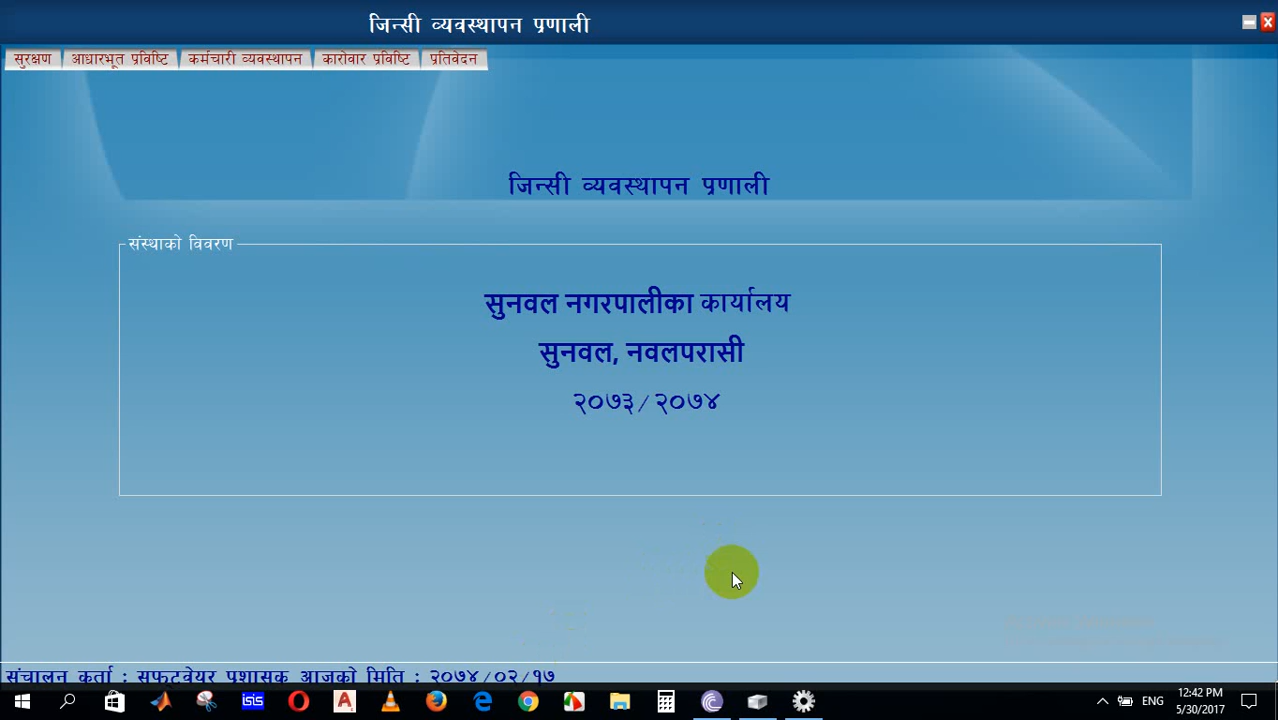 जिन्सी व्यवस्थापन प्रणाली
सुरक्षण आधारभूत प्रविष्टि कर्मचारी व्यवस्थापन कारोवार प्रविष्टि प्रतिवेदन
जिन्सी व्यवस्थापन प्रणाली
संस्थाको विवरण
सुनवल नगरपालीका कार्यालय
सुनवल, नवलपरासी
२०७३/२०७४
संचालन कर्ता : सफ्टवेयर प्रशासक आजको मिति : २०७४/०२/१७
isis
ENG
12:42 PM
5/30/2017